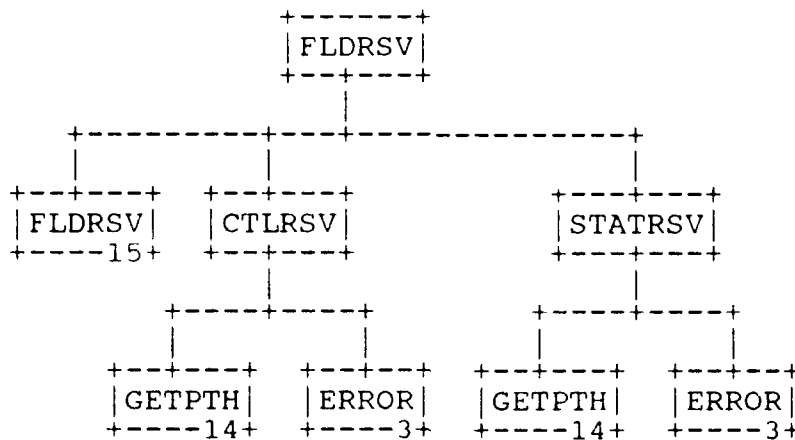 FLDRSV
FLDRSV CTLRSV STATRSV
15
GETPTH ERROR GETPTH ERROR
14 3 14 3